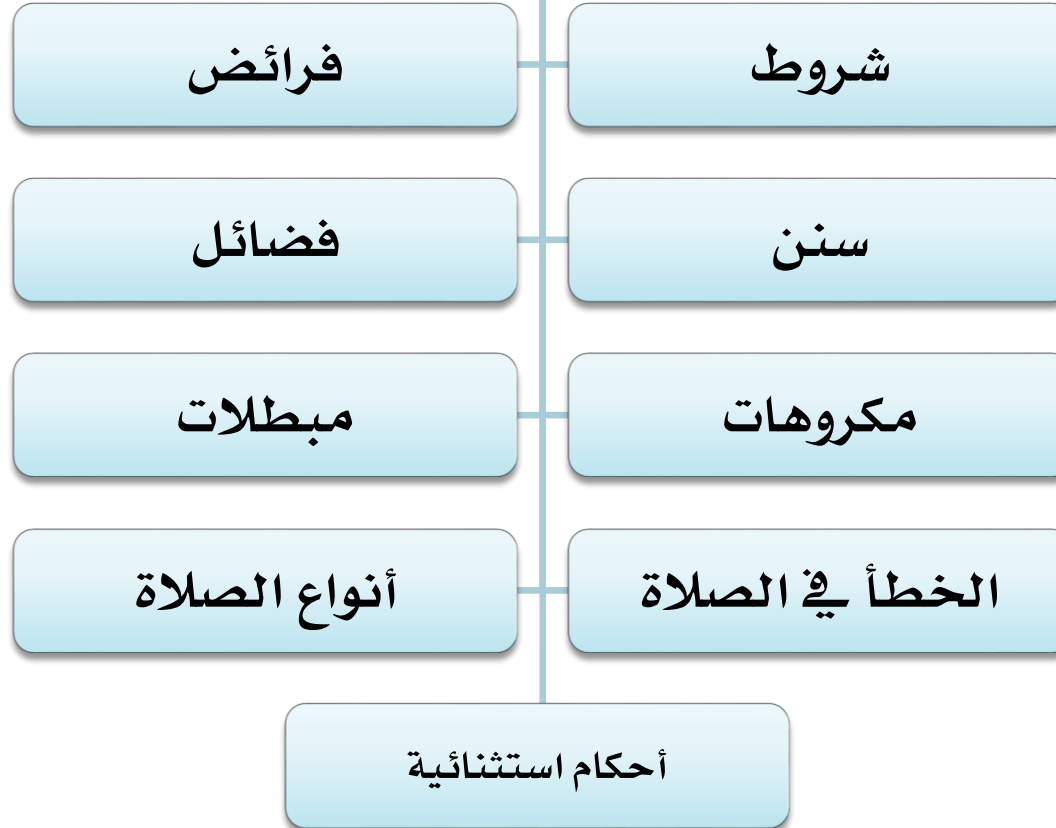 شروط
فرائض
سنن
فضائل
مكروهات
مبطلات
الخطأ في الصلاة
أنواع الصلاة
أحكام استثنائية